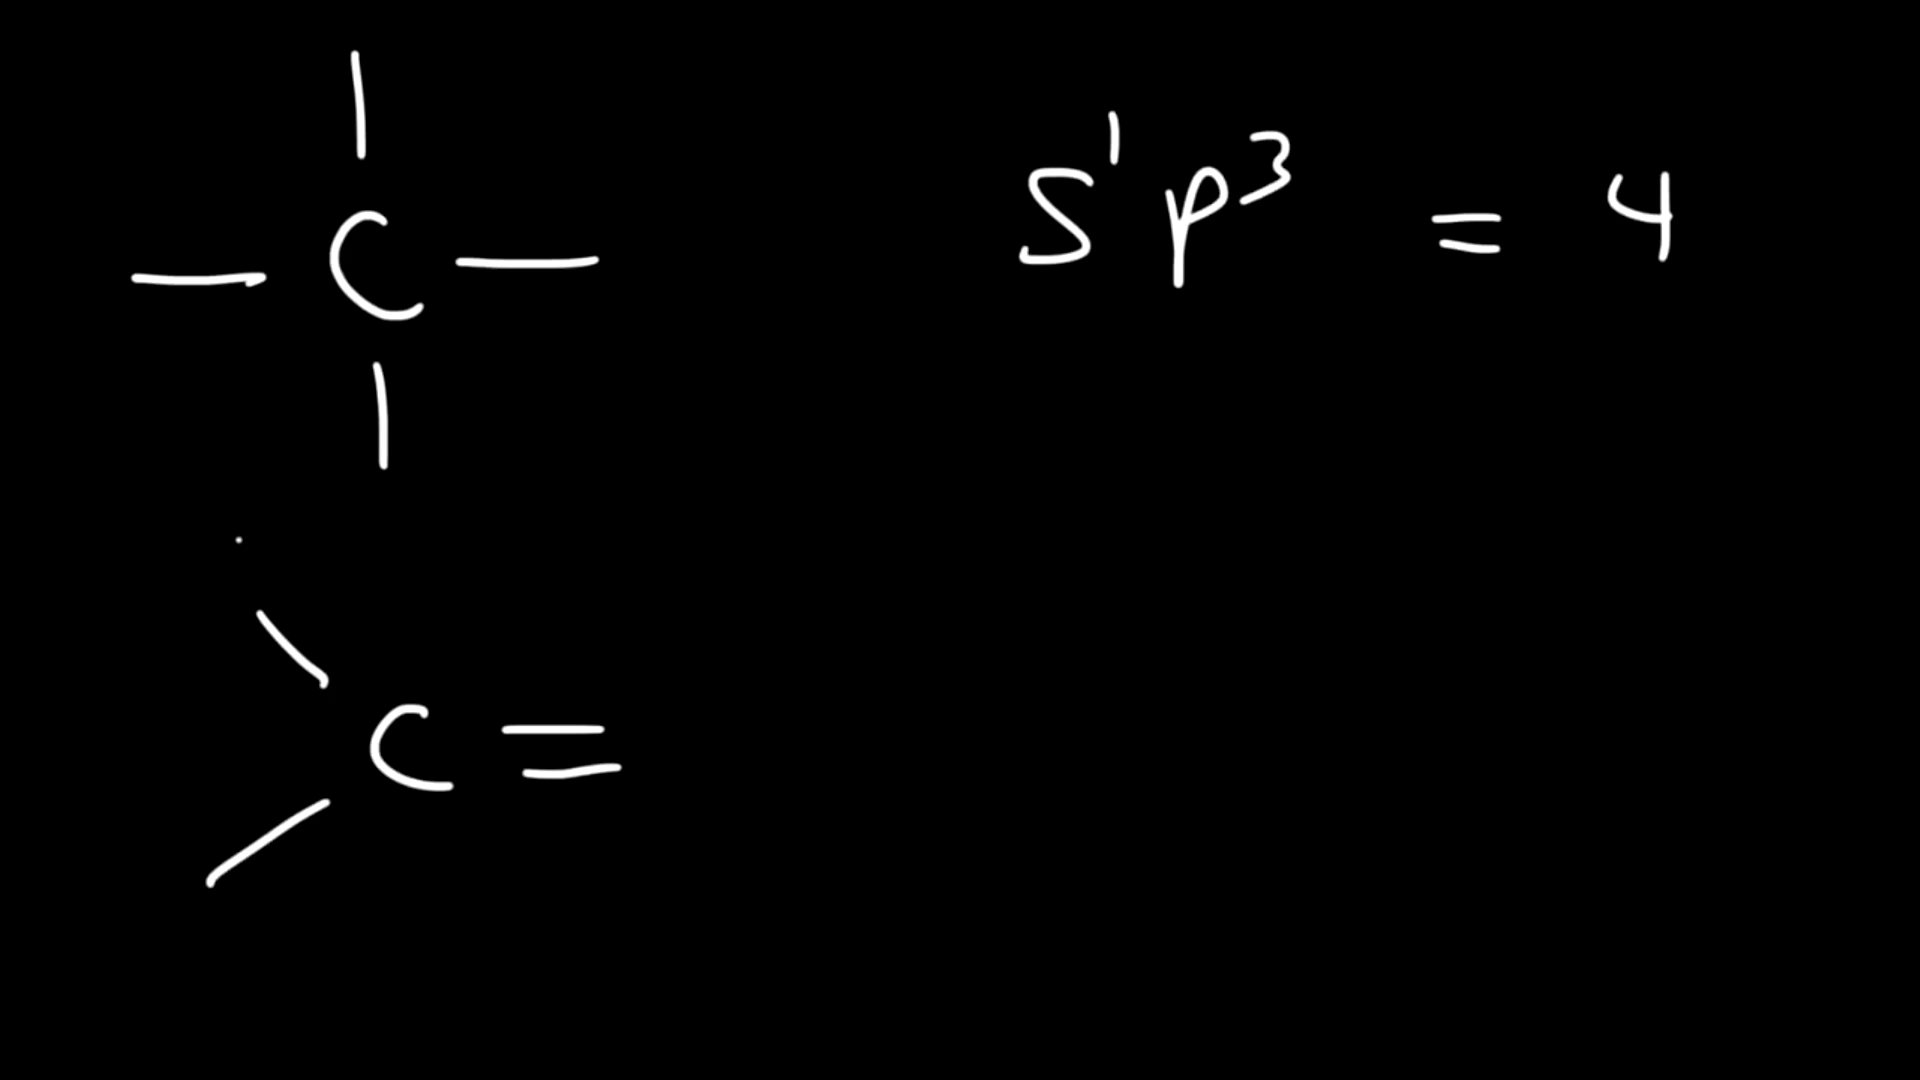 — C — S¹p³ = 4
C =